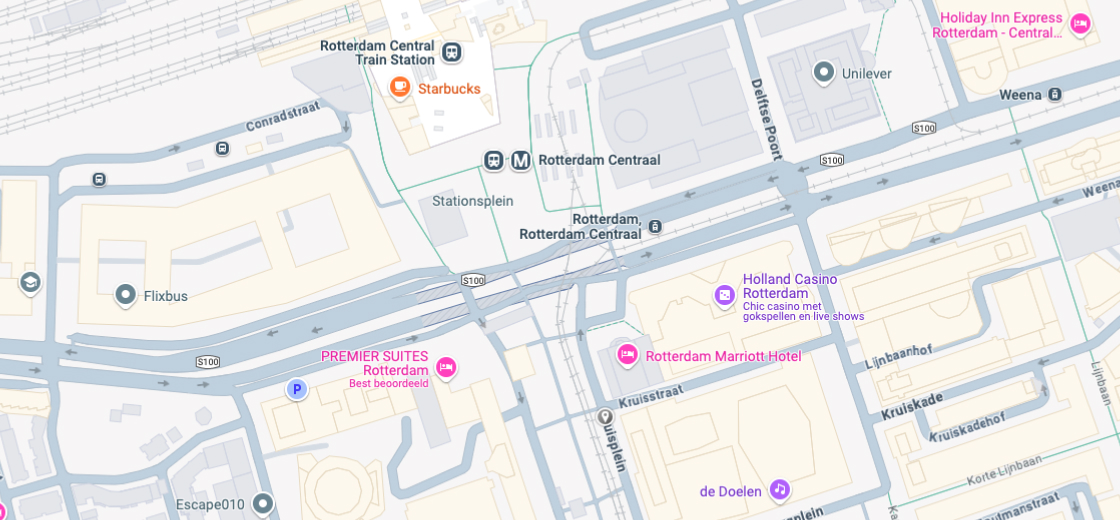 Holiday Inn Express
Rotterdam - Central...
Rotterdam Central
Train Station
Starbucks
Unilever
Delftse Poort
Weena
Conradstraat
S100
S100
M
Rotterdam Centraal
Stationsplein
Rotterdam,
Rotterdam Centraal
Weena
S100
Flixbus
Holland Casino
Rotterdam
Chic casino met
gokspellen en live shows
S100
PREMIER SUITES
Rotterdam
Best beoordeeld
Rotterdam Marriott Hotel
Lijnbaanhof
Lijnbaan
P
Kruisstraat
Kruiskade
Kruiskadehof
uisplein
Korte Lijnbaan
de Doelen
Escape010
splein